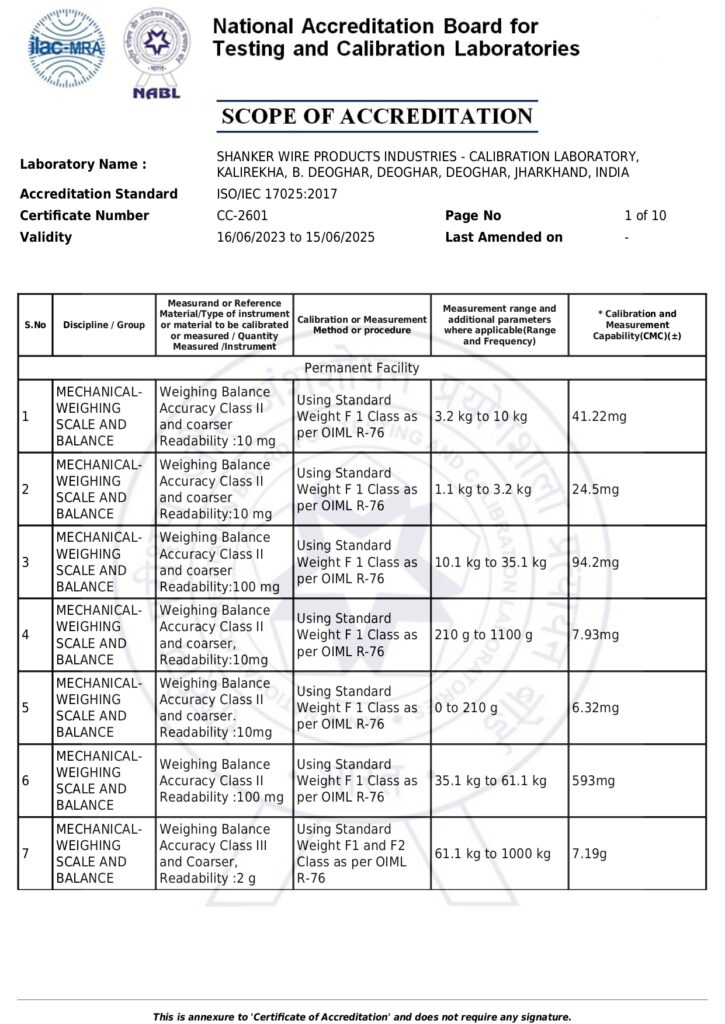 ilac-MRA
NABL
National Accreditation Board for
Testing and Calibration Laboratories
SCOPE OF ACCREDITATION
Laboratory Name :
SHANKER WIRE PRODUCTS INDUSTRIES - CALIBRATION LABORATORY,
KALIREKHA, B. DEOGHAR, DEOGHAR, DEOGHAR, JHARKHAND, INDIA
Accreditation Standard ISO/IEC 17025:2017
Certificate Number CC-2601 Page No 1 of 10
Validity 16/06/2023 to 15/06/2025 Last Amended on -
S.No
Discipline / Group
Measurand or Reference
Material/Type of instrument
or material to be calibrated
or measured / Quantity
Measured /Instrument
Calibration or Measurement
Method or procedure
Measurement range and
additional parameters
where applicable(Range
and Frequency)
* Calibration and
Measurement
Capability(CMC)(±)
Permanent Facility
1
MECHANICAL-
WEIGHING
SCALE AND
BALANCE
Weighing Balance
Accuracy Class II
and coarser
Readability :10 mg
Using Standard
Weight F 1 Class as
per OIML R-76
3.2 kg to 10 kg
41.22mg
2
MECHANICAL-
WEIGHING
SCALE AND
BALANCE
Weighing Balance
Accuracy Class II
and coarser
Readability:10 mg
Using Standard
Weight F 1 Class as
per OIML R-76
1.1 kg to 3.2 kg
24.5mg
3
MECHANICAL-
WEIGHING
SCALE AND
BALANCE
Weighing Balance
Accuracy Class II
and coarser
Readability:100 mg
Using Standard
Weight F 1 Class as
per OIML R-76
10.1 kg to 35.1 kg
94.2mg
4
MECHANICAL-
WEIGHING
SCALE AND
BALANCE
Weighing Balance
Accuracy Class II
and coarser,
Readability:10mg
Using Standard
Weight F 1 Class as
per OIML R-76
210 g to 1100 g
7.93mg
5
MECHANICAL-
WEIGHING
SCALE AND
BALANCE
Weighing Balance
Accuracy Class II
and coarser.
Readability :10mg
Using Standard
Weight F 1 Class as
per OIML R-76
0 to 210 g
6.32mg
6
MECHANICAL-
WEIGHING
SCALE AND
BALANCE
Weighing Balance
Accuracy Class II
Readability :100 mg
Using Standard
Weight F 1 Class as
per OIML R-76
35.1 kg to 61.1 kg
593mg
7
MECHANICAL-
WEIGHING
SCALE AND
BALANCE
Weighing Balance
Accuracy Class III
and Coarser,
Readability :2 g
Using Standard
Weight F1 and F2
Class as per OIML
R-76
61.1 kg to 1000 kg
7.19g
This is annexure to 'Certificate of Accreditation' and does not require any signature.